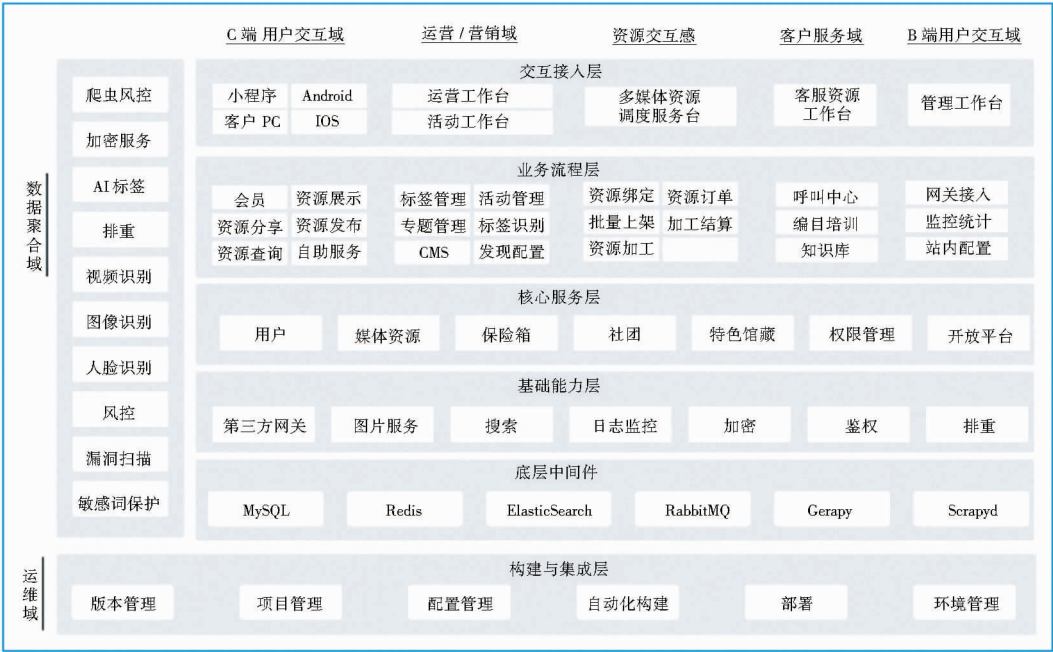 C 端 用户交互域 运营 / 营销域 资源交互感 客户服务域 B 端用户交互域
数据聚合域
爬虫风控
加密服务
AI 标签
排重
视频识别
图像识别
人脸识别
风控
漏洞扫描
敏感词保护
交互接入层
小程序 Android 运营工作台 多媒体资源 客服资源 管理工作台
客户 PC IOS 活动工作台 调度服务台 工作台
业务流程层
会员 资源展示 标签管理 活动管理 资源绑定 资源订单 呼叫中心 网关接入
资源分享 资源发布 专题管理 标签识别 批量上架 加工结算 编目培训 监控统计
资源查询 自助服务 CMS 发现配置 资源加工 知识库 站内配置
核心服务层
用户 媒体资源 保险箱 社团 特色馆藏 权限管理 开放平台
基础能力层
第三方网关 图片服务 搜索 日志监控 加密 鉴权 排重
底层中间件
MySQL Redis ElasticSearch RabbitMQ Gerapy Scrapyd
运维域
构建与集成层
版本管理 项目管理 配置管理 自动化构建 部署 环境管理